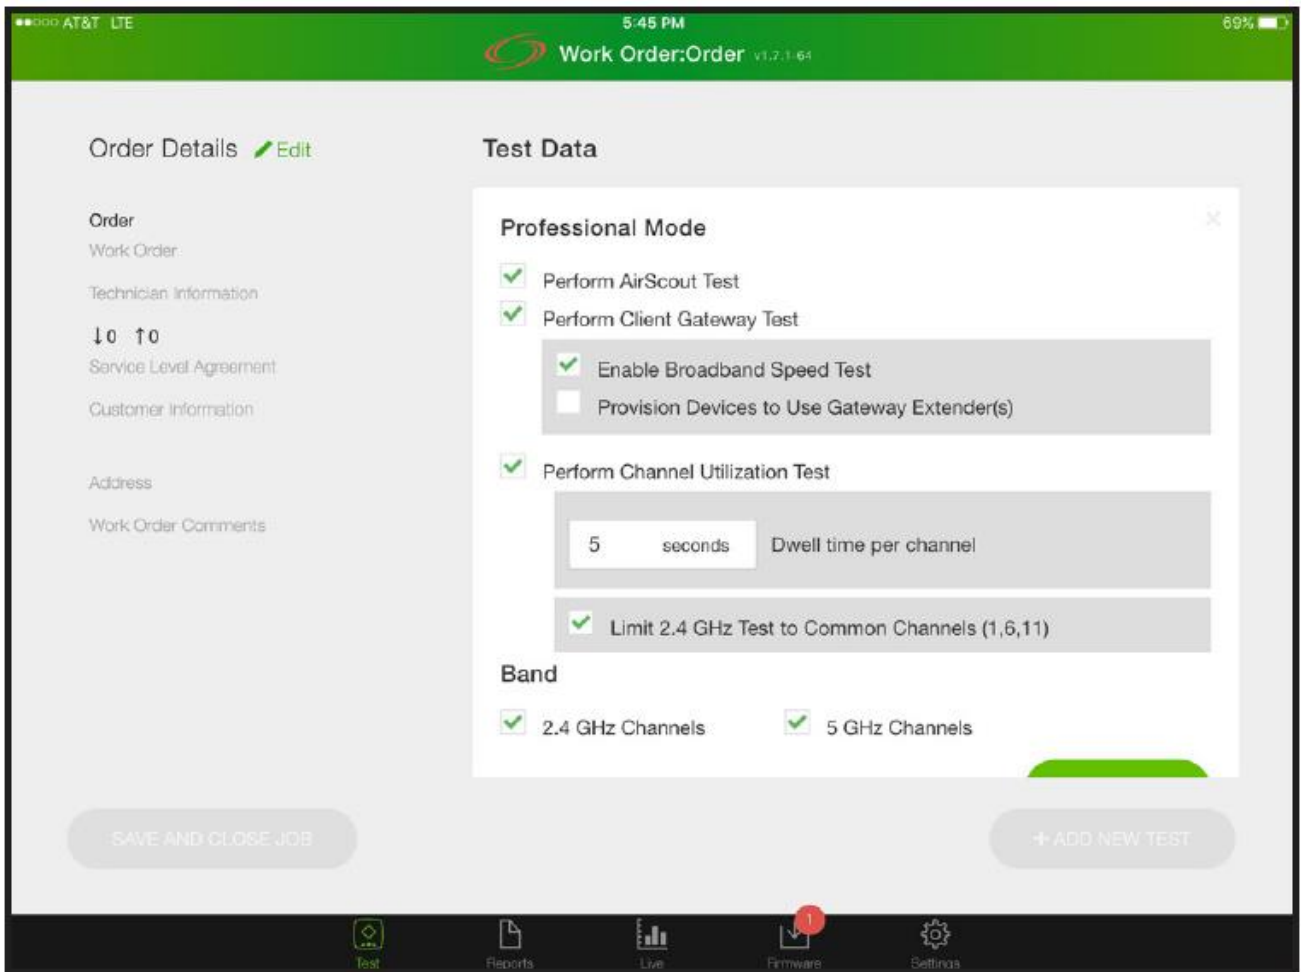 AT&T LTE
5:45 PM
69%
Work Order:Order v1.7.1-64
Order Details Edit
Order
Work Order
Technician Information
↓0 ↑0
Service Level Agreement
Customer Information
Address
Work Order Comments
Test Data
Professional Mode
Perform AirScout Test
Perform Client Gateway Test
Enable Broadband Speed Test
Provision Devices to Use Gateway Extender(s)
Perform Channel Utilization Test
5 seconds Dwell time per channel
Limit 2.4 GHz Test to Common Channels (1,6,11)
Band
2.4 GHz Channels 5 GHz Channels
SAVE AND CLOSE JOB
+ ADD NEW TEST
1
Test Reports Live Firmware Settings